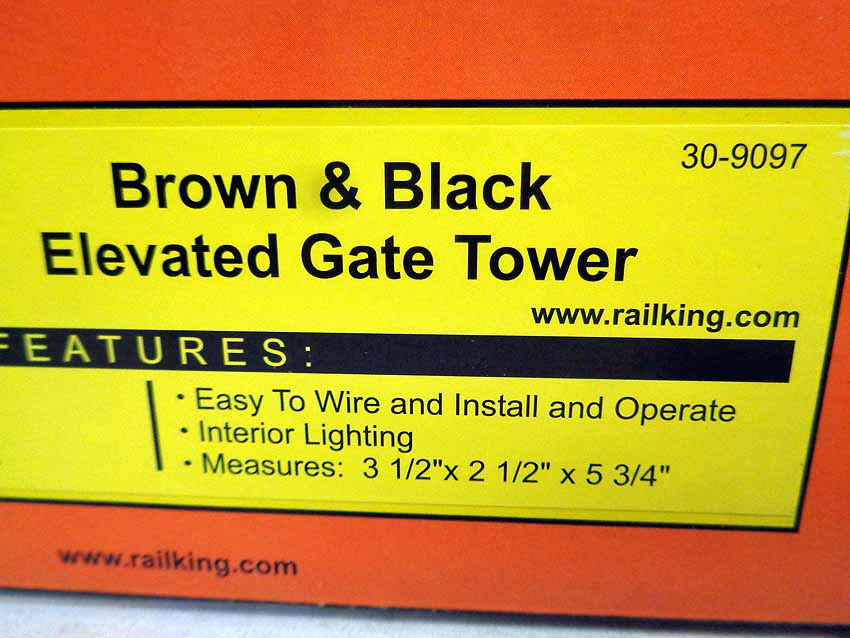 30-9097
Brown & Black
Elevated Gate Tower
www.railking.com
FEATURES:
• Easy To Wire and Install and Operate
• Interior Lighting
• Measures: 3 1/2"x 2 1/2" x 5 3/4"
www.railking.com